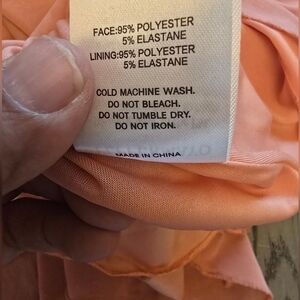 FACE:95% POLYESTER
5% ELASTANE
LINING:95% POLYESTER
5% ELASTANE
COLD MACHINE WASH.
DO NOT BLEACH.
DO NOT TUMBLE DRY.
DO NOT IRON.
MADE IN CHINA